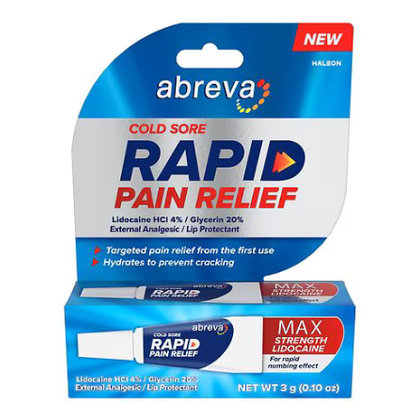 NEW
HALEON
abreva
COLD SORE
RAPID
PAIN RELIEF
Lidocaine HCl 4% / Glycerin 20%
External Analgesic / Lip Protectant
Targeted pain relief from the first use
Hydrates to prevent cracking
abreva
COLD SORE
RAPID
PAIN RELIEF
MAX
STRENGTH
LIDOCAINE
For rapid
numbing effect
Lidocaine HCl 4% / Glycerin 20%
External Analgesic / Lip Protectant
NET WT 3 g (0.10 oz)